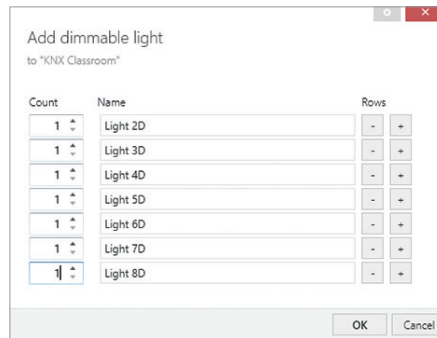 Add dimmable light
to "KNX Classroom"
Count Name Rows
1 Light 2D - +
1 Light 3D - +
1 Light 4D - +
1 Light 5D - +
1 Light 6D - +
1 Light 7D - +
1 Light 8D - +
OK Cancel